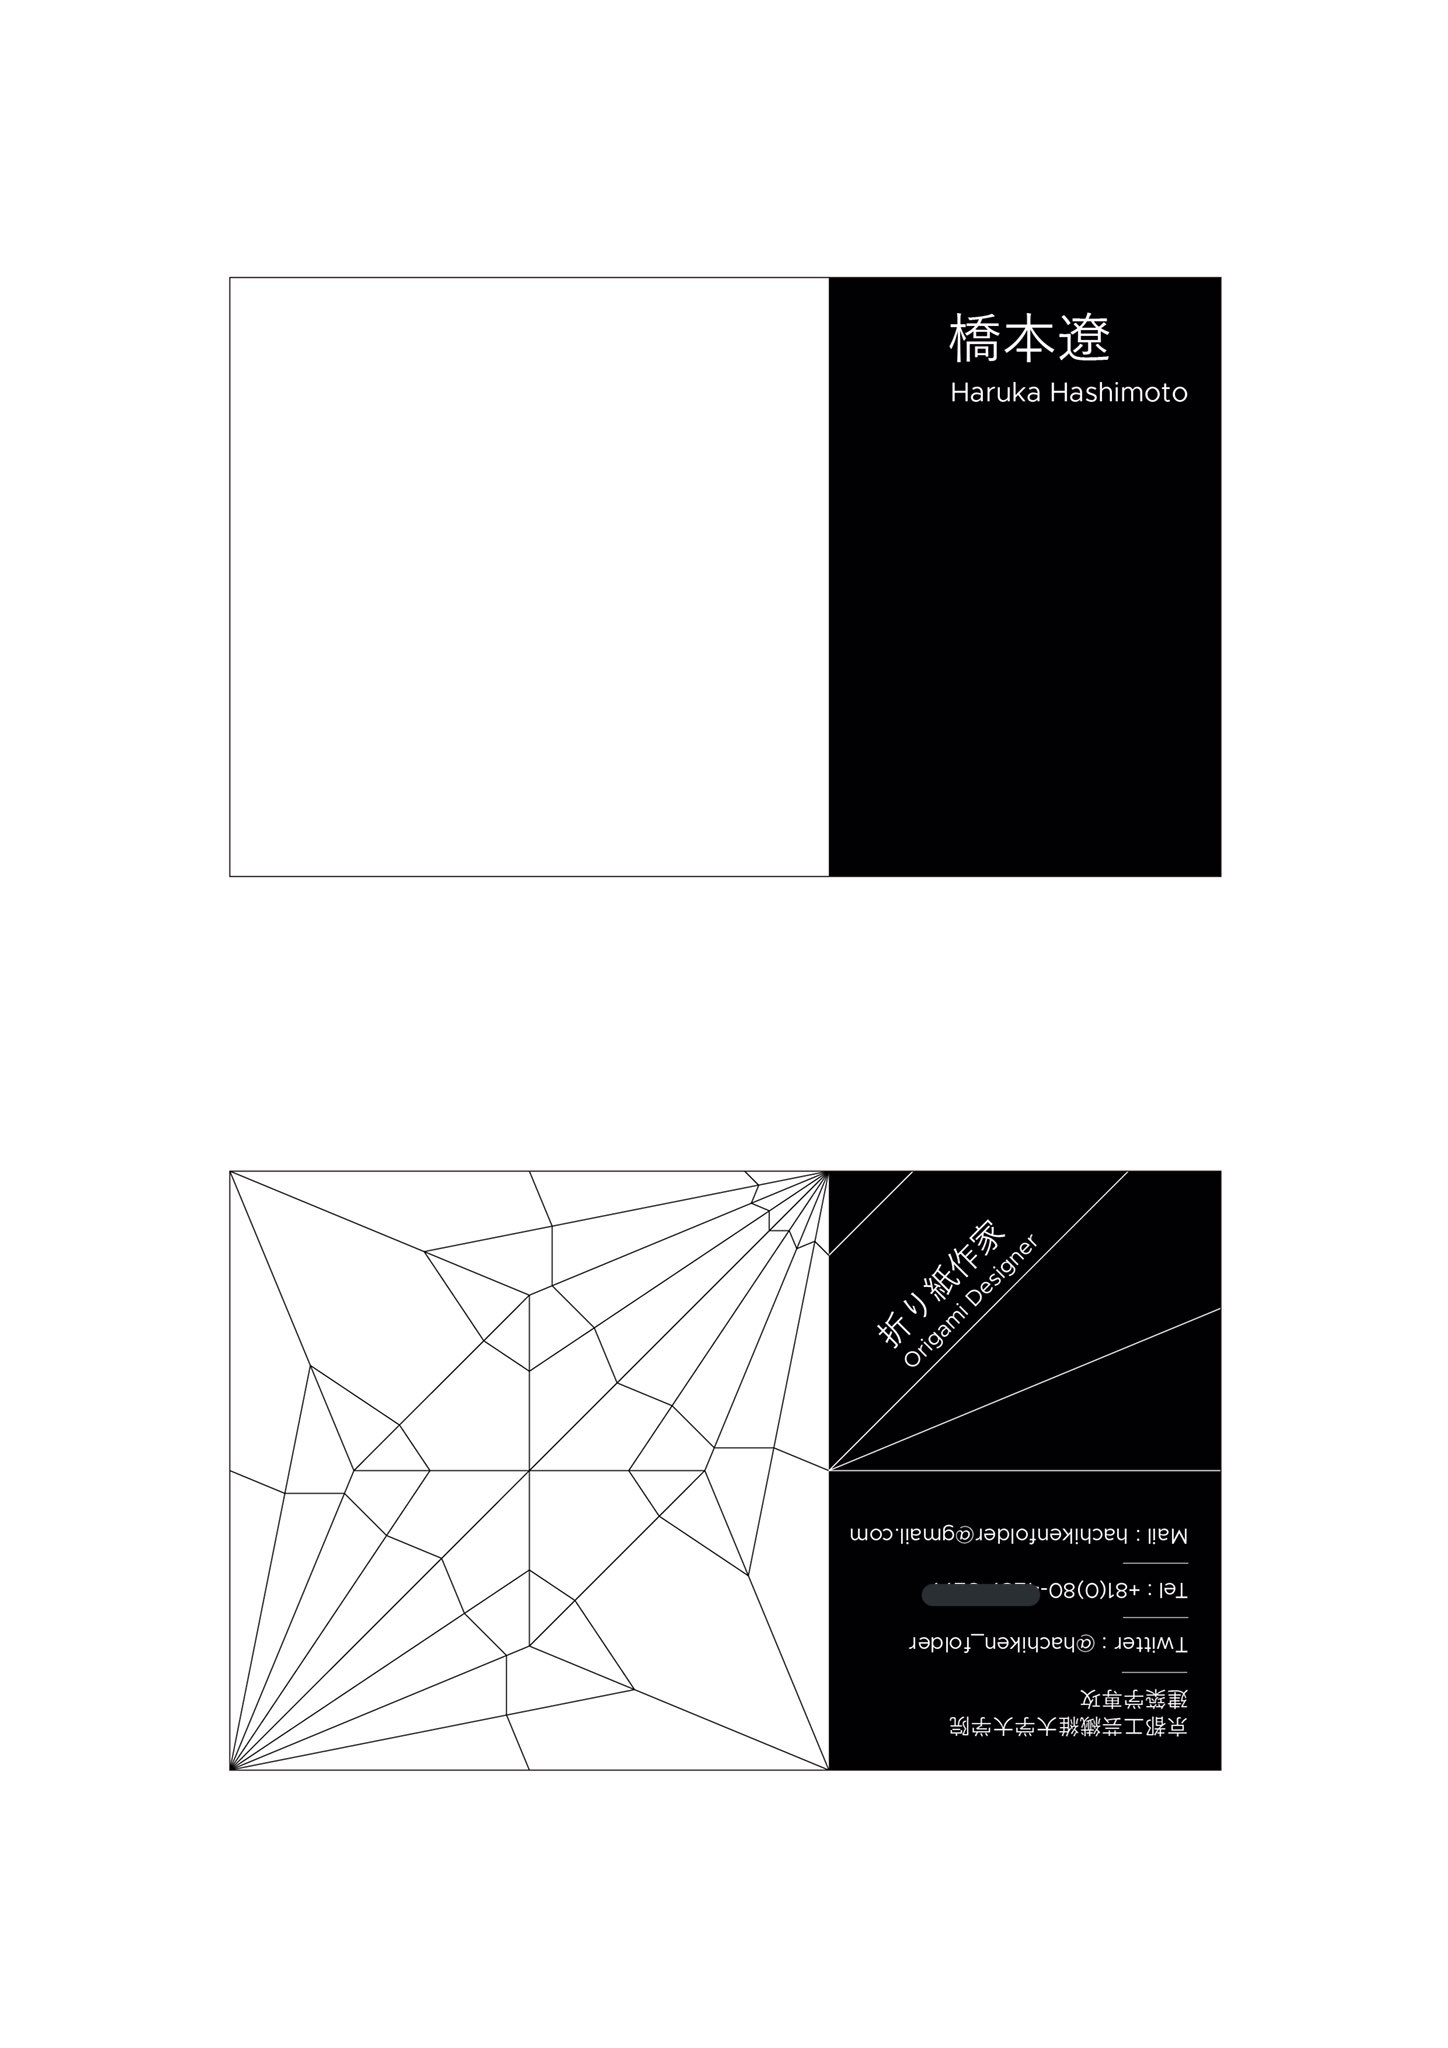 橋本遼
Haruka Hashimoto
折り紙作家
Origami Designer
京都工芸繊維大学大学院
建築学専攻
Twitter : @hachiken_folder
Tel : +81(0)80-
Mail : hachikenfolder@gmail.com